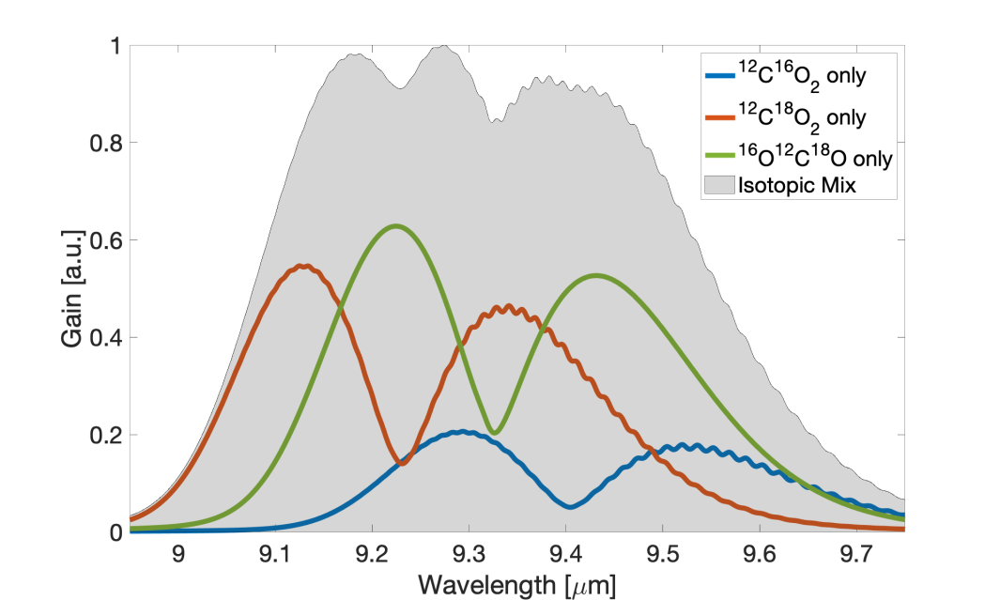 1
0.8
0.6
0.4
0.2
0
Gain [a.u.]
9
9.1
9.2
9.3
9.4
9.5
9.6
9.7
Wavelength [μm]
¹²C¹⁶O₂ only
¹²C¹⁸O₂ only
¹⁶O¹²C¹⁸O only
Isotopic Mix